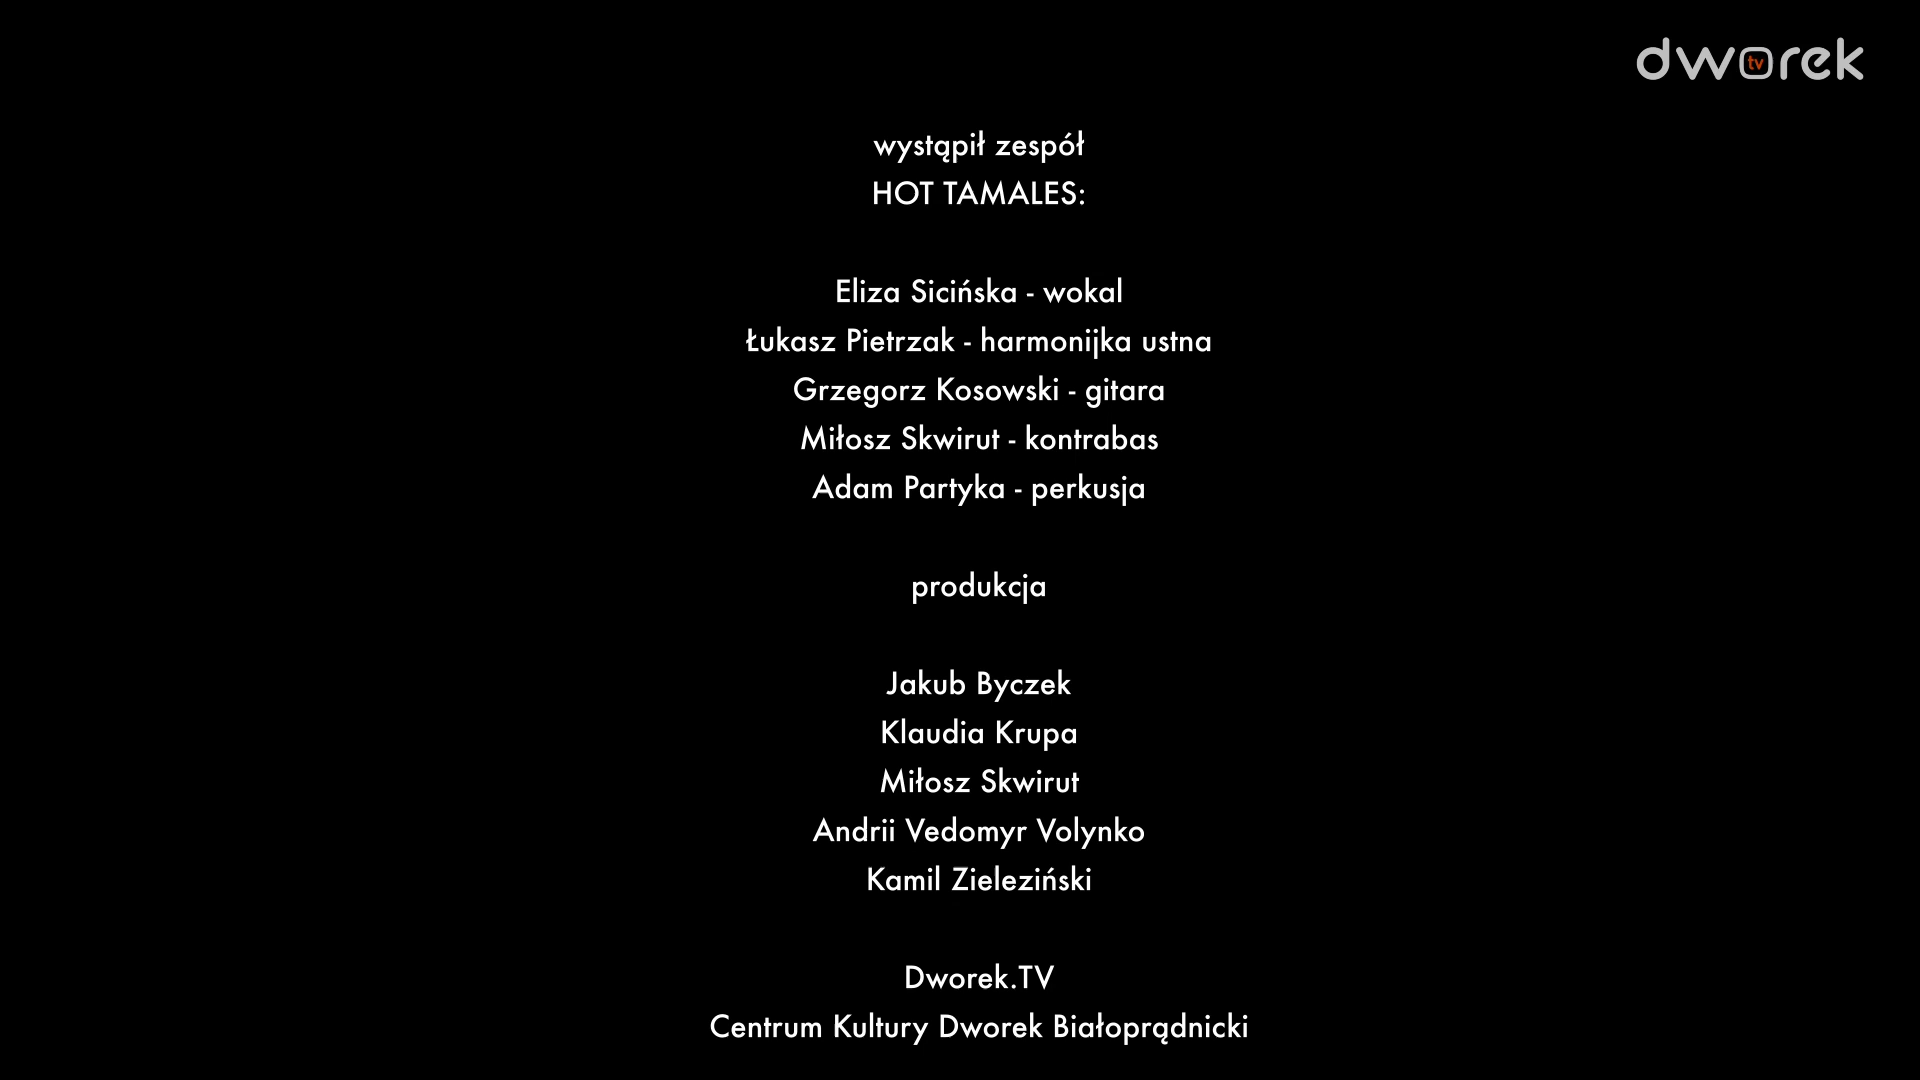 dworek
tv
wystąpił zespół
HOT TAMALES:
Eliza Sicińska - wokal
Łukasz Pietrzak - harmonijka ustna
Grzegorz Kosowski - gitara
Miłosz Skwirut - kontrabas
Adam Partyka - perkusja
produkcja
Jakub Byczek
Klaudia Krupa
Miłosz Skwirut
Andrii Vedomyr Volynko
Kamil Zieleziński
Dworek.TV
Centrum Kultury Dworek Białoprądnicki